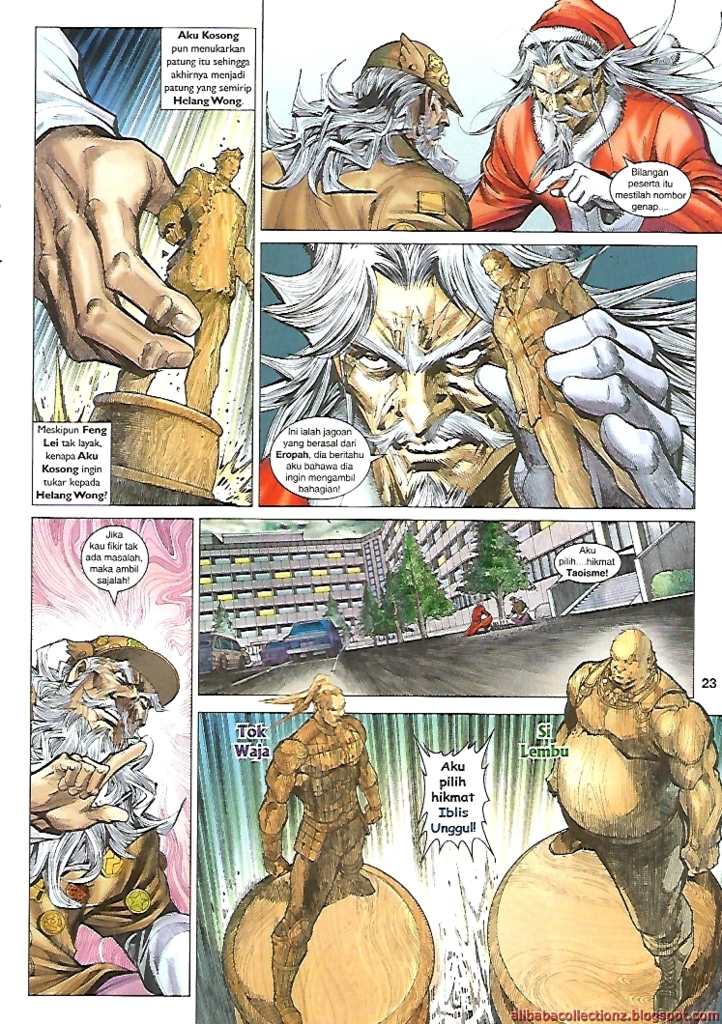 Aku Kosong
pun menukarkan
patung itu sehingga
akhirnya menjadi
patung yang semirip
Helang Wong.
Bilangan
peserta itu
mestilah nombor
genap....
Meskipun Feng
Lei tak layak,
kenapa Aku
Kosong ingin
tukar kepada
Helang Wong?
Ini ialah jagoan
yang berasal dari
Eropah, dia beritahu
aku bahawa dia
ingin mengambil
bahagian!
Jika
kau fikir tak
ada masalah,
maka ambil
sajalah!
Aku
pilih....hikmat
Taoisme!
23
Tok
Waja
Aku
pilih
hikmat
Iblis
Unggul!
Si
Lembu
alibabacollectionz.blogspot.com